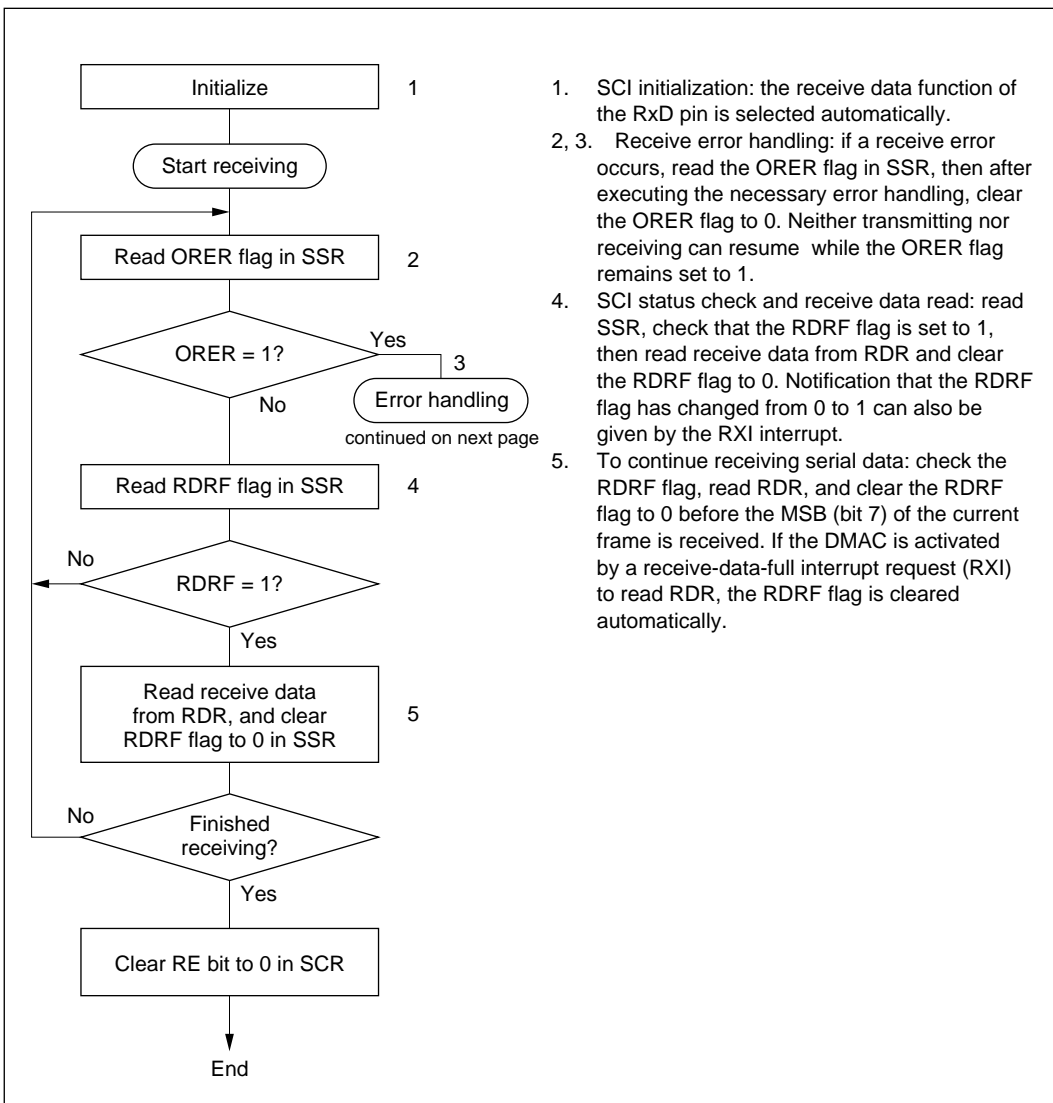 Initialize
1
Start receiving
Read ORER flag in SSR
2
ORER = 1?
Yes
3
No
Error handling
continued on next page
Read RDRF flag in SSR
4
No
RDRF = 1?
Yes
Read receive data
from RDR, and clear
RDRF flag to 0 in SSR
5
No
Finished
receiving?
Yes
Clear RE bit to 0 in SCR
End
1. SCI initialization: the receive data function of
the RxD pin is selected automatically.
2, 3. Receive error handling: if a receive error
occurs, read the ORER flag in SSR, then after
executing the necessary error handling, clear
the ORER flag to 0. Neither transmitting nor
receiving can resume while the ORER flag
remains set to 1.
4. SCI status check and receive data read: read
SSR, check that the RDRF flag is set to 1,
then read receive data from RDR and clear
the RDRF flag to 0. Notification that the RDRF
flag has changed from 0 to 1 can also be
given by the RXI interrupt.
5. To continue receiving serial data: check the
RDRF flag, read RDR, and clear the RDRF
flag to 0 before the MSB (bit 7) of the current
frame is received. If the DMAC is activated
by a receive-data-full interrupt request (RXI)
to read RDR, the RDRF flag is cleared
automatically.